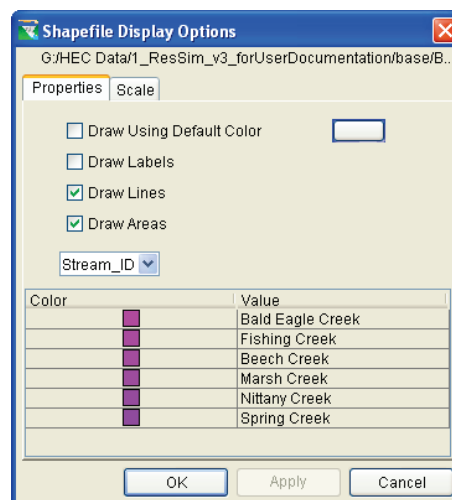 Shapefile Display Options
G:/HEC Data/1_ResSim_v3_forUserDocumentation/base/B..
Properties Scale
Draw Using Default Color
Draw Labels
Draw Lines
Draw Areas
Stream_ID
Color Value
Bald Eagle Creek
Fishing Creek
Beech Creek
Marsh Creek
Nittany Creek
Spring Creek
OK Apply Cancel